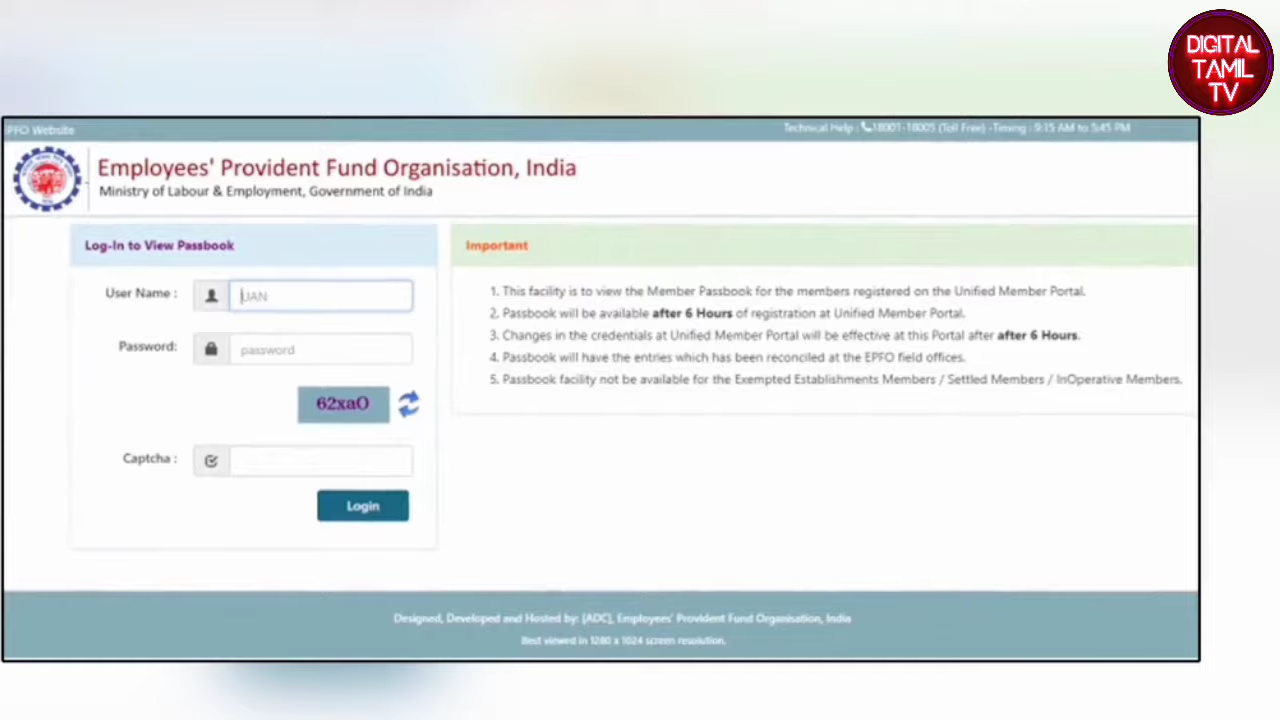 DIGITAL
TAMIL
TV
PFO Website
Technical Help : 18001-18005 (Toll Free) -Timing : 9:15 AM to 5:45 PM
Employees' Provident Fund Organisation, India
Ministry of Labour & Employment, Government of India
Log-In to View Passbook
User Name :
UAN
Password:
password
62xaO
Captcha :
Login
Important
1. This facility is to view the Member Passbook for the members registered on the Unified Member Portal.
2. Passbook will be available after 6 Hours of registration at Unified Member Portal.
3. Changes in the credentials at Unified Member Portal will be effective at this Portal after after 6 Hours.
4. Passbook will have the entries which has been reconciled at the EPFO field offices.
5. Passbook facility not be available for the Exempted Establishments Members / Settled Members / InOperative Members.
Designed, Developed and Hosted by: [ADC], Employees' Provident Fund Organisation, India
Best viewed in 1280 x 1024 screen resolution.